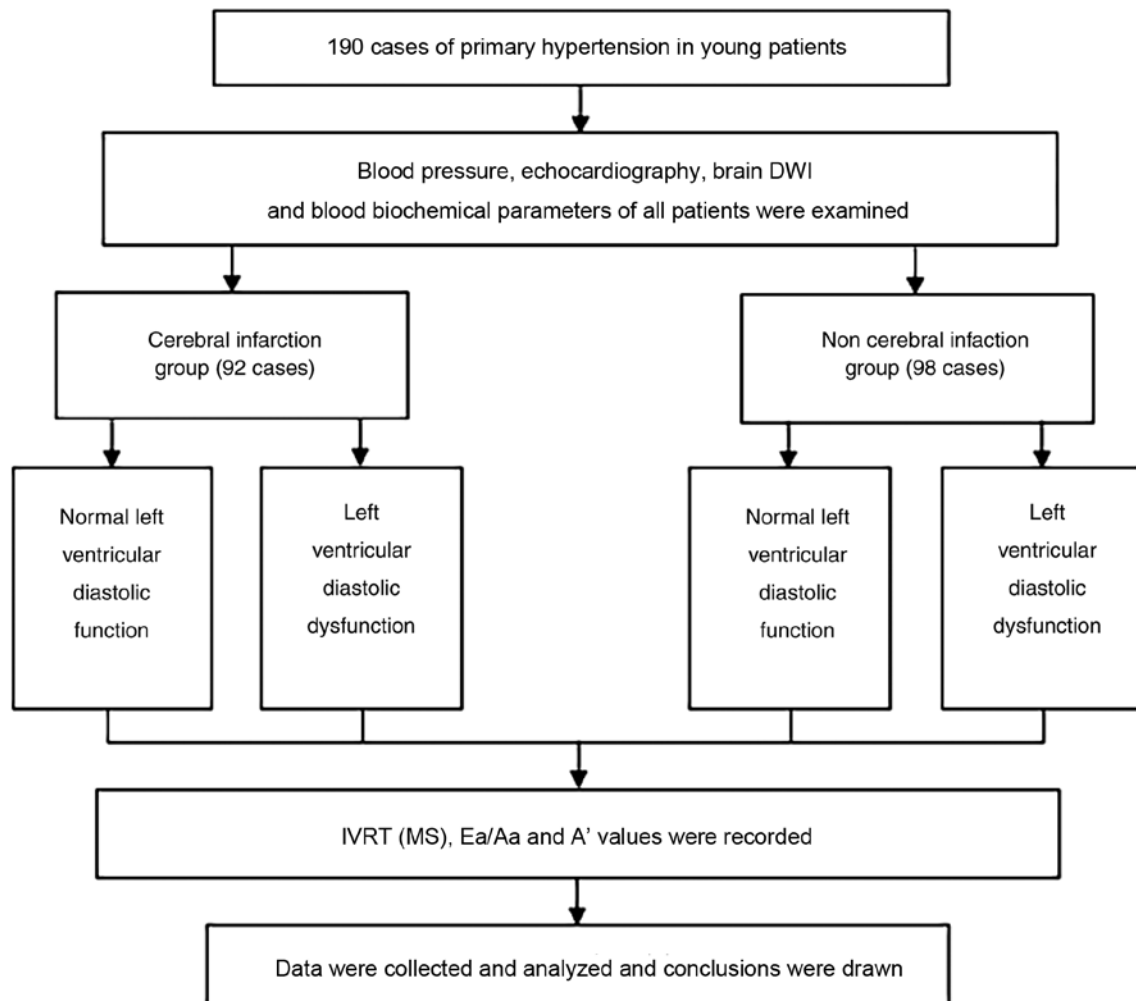 190 cases of primary hypertension in young patients
Blood pressure, echocardiography, brain DWI
and blood biochemical parameters of all patients were examined
Cerebral infarction
group (92 cases)
Non cerebral infaction
group (98 cases)
Normal left
ventricular
diastolic
function
Left
ventricular
diastolic
dysfunction
Normal left
ventricular
diastolic
function
Left
ventricular
diastolic
dysfunction
IVRT (MS), Ea/Aa and A’ values were recorded
Data were collected and analyzed and conclusions were drawn